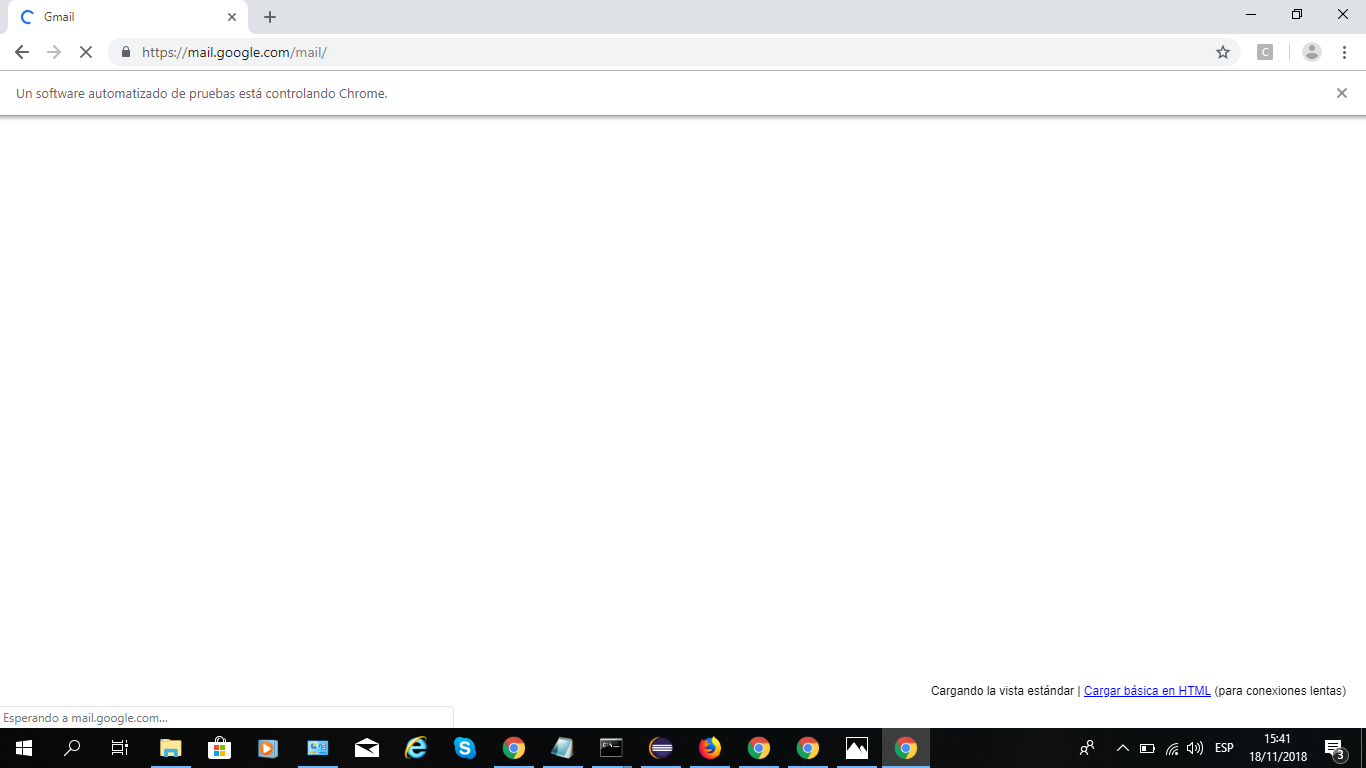 Gmail
https://mail.google.com/mail/
C
Un software automatizado de pruebas está controlando Chrome.
Cargando la vista estándar | Cargar básica en HTML (para conexiones lentas)
Esperando a mail.google.com...
ESP
15:41
18/11/2018
3